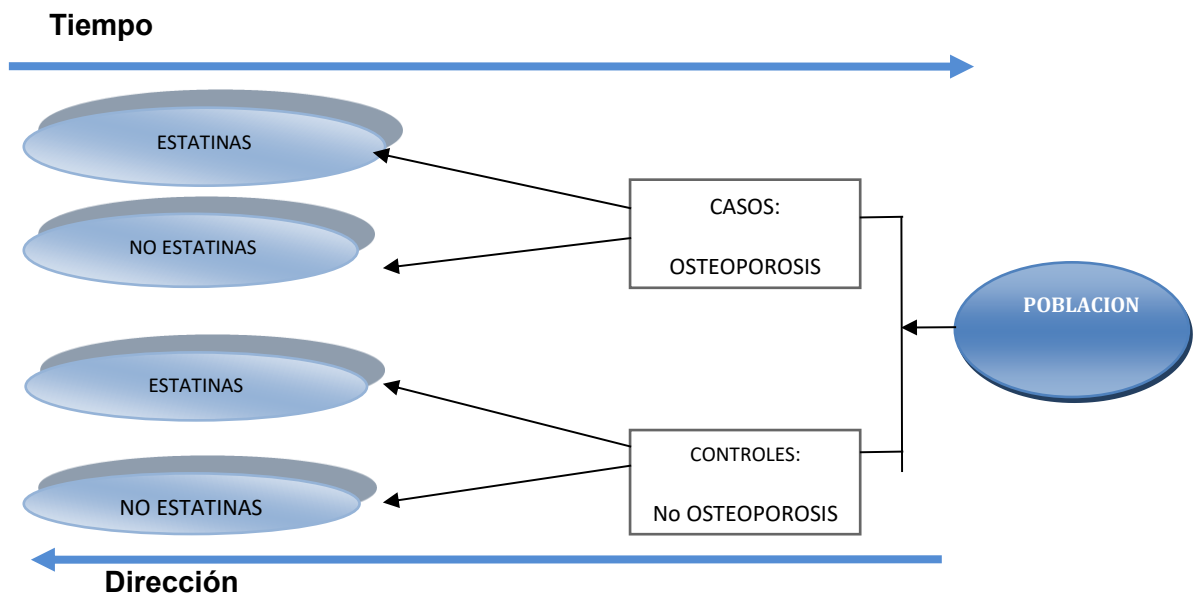 Tiempo
ESTATINAS
NO ESTATINAS
CASOS:
OSTEOPOROSIS
POBLACION
ESTATINAS
NO ESTATINAS
CONTROLES:
No OSTEOPOROSIS
Dirección